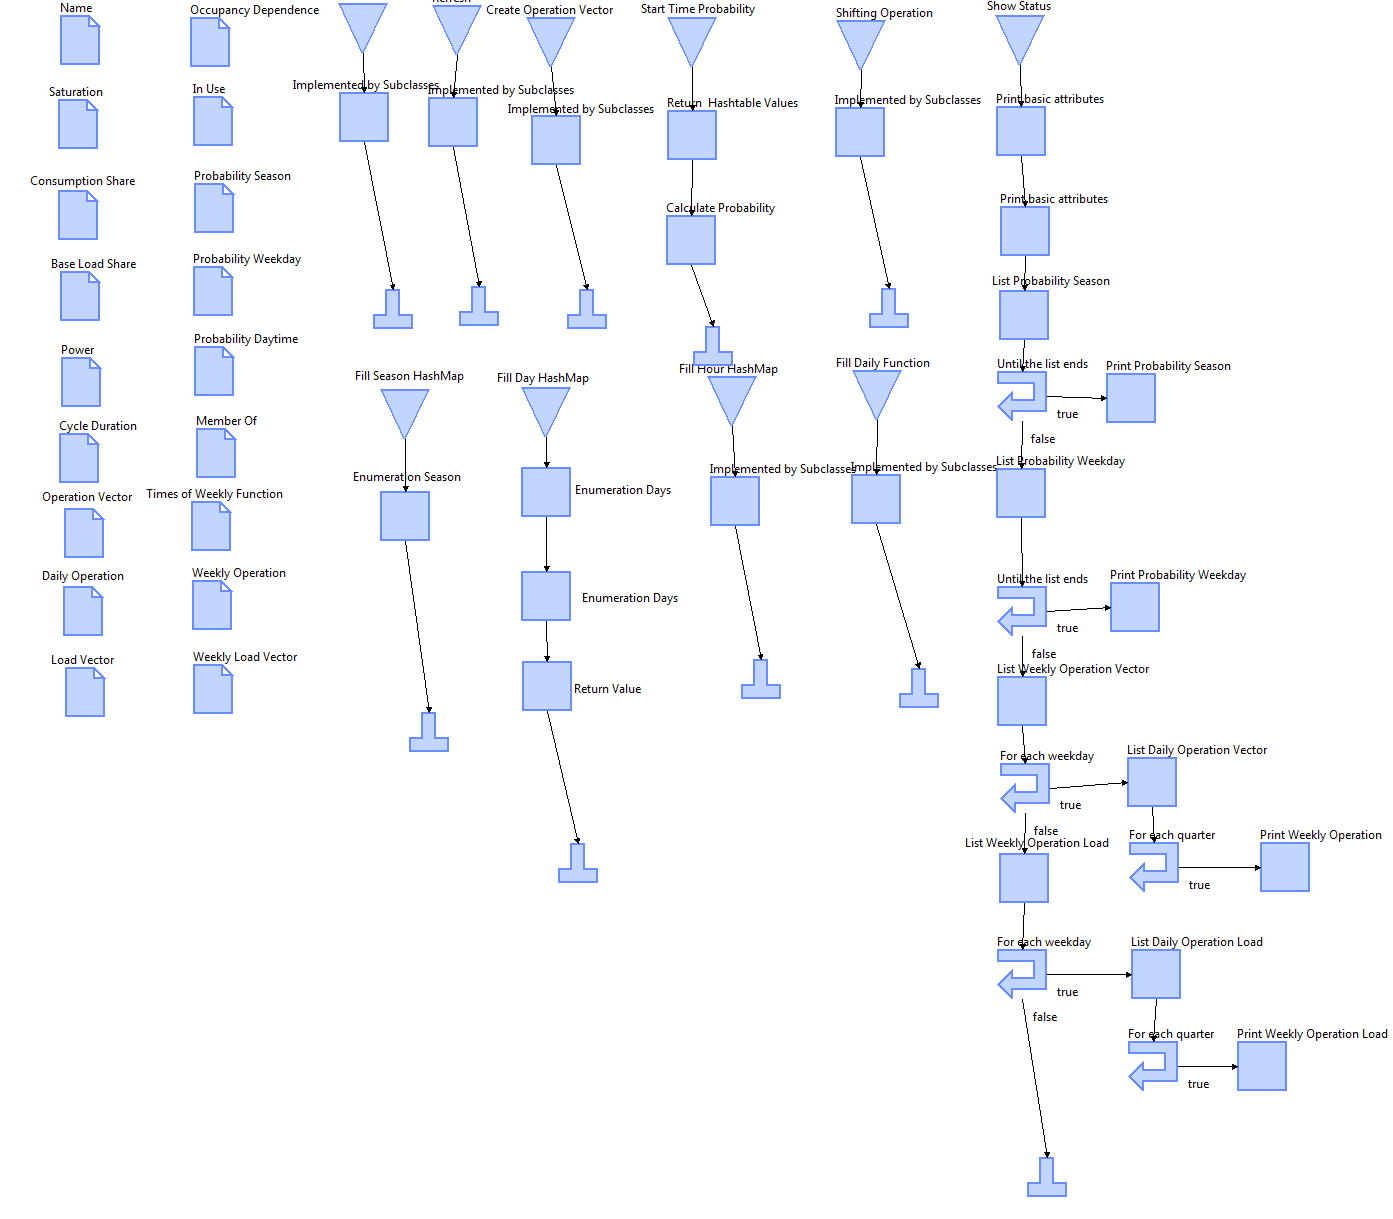 Name
Occupancy Dependence
Refresh
Create Operation Vector
Start Time Probability
Shifting Operation
Show Status
Saturation
In Use
Implemented by Subclasses
Implemented by Subclasses
Implemented by Subclasses
Return Hashtable Values
Implemented by Subclasses
Print basic attributes
Consumption Share
Probability Season
Calculate Probability
Print basic attributes
Base Load Share
Probability Weekday
List Probability Season
Power
Probability Daytime
Until the list ends
Print Probability Season
true
false
Fill Season HashMap
Fill Day HashMap
Fill Hour HashMap
Fill Daily Function
Cycle Duration
Member Of
Enumeration Season
Enumeration Days
Implemented by Subclasses
Implemented by Subclasses
List Probability Weekday
Operation Vector
Times of Weekly Function
Daily Operation
Weekly Operation
Enumeration Days
Until the list ends
Print Probability Weekday
true
false
Load Vector
Weekly Load Vector
Return Value
List Weekly Operation Vector
For each weekday
List Daily Operation Vector
true
false
For each quarter
Print Weekly Operation
true
List Weekly Operation Load
For each weekday
List Daily Operation Load
true
false
For each quarter
Print Weekly Operation Load
true